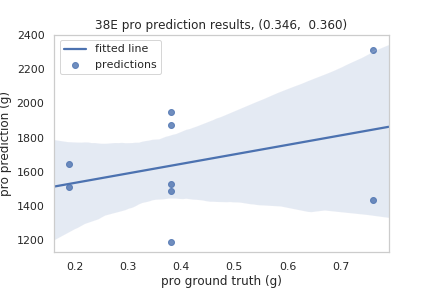 38E pro prediction results, (0.346,  0.360)
2400
2200
2000
1800
1600
1400
1200
pro prediction (g)
fitted line
predictions
0.2 0.3 0.4 0.5 0.6 0.7
pro ground truth (g)